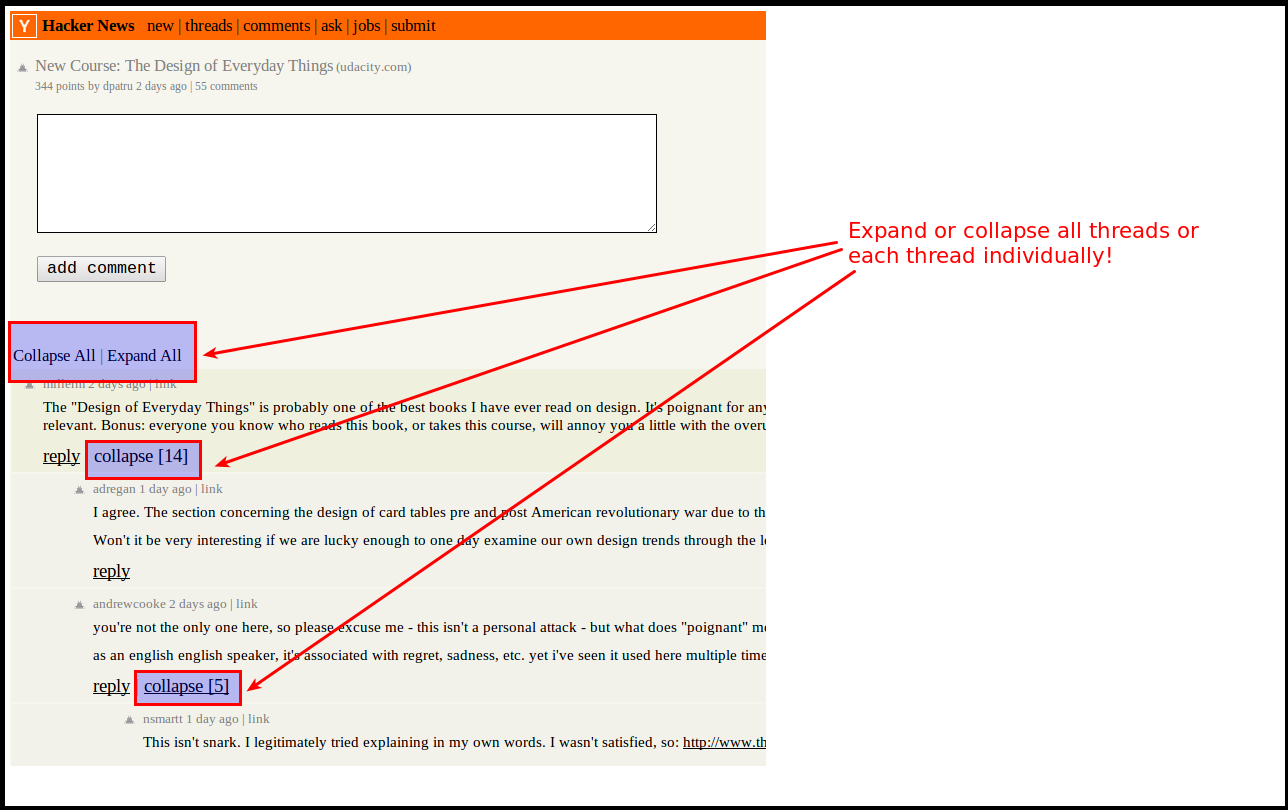 Y Hacker News new | threads | comments | ask | jobs | submit
New Course: The Design of Everyday Things (udacity.com)
344 points by dpatru 2 days ago | 55 comments
add comment
Expand or collapse all threads or
each thread individually!
Collapse All | Expand All
2 days ago | link
The "Design of Everyday Things" is probably one of the best books I have ever read on design. It's poignant for any
relevant. Bonus: everyone you know who reads this book, or takes this course, will annoy you a little with the overu
reply collapse [14]
adregan 1 day ago | link
I agree. The section concerning the design of card tables pre and post American revolutionary war due to th
Won't it be very interesting if we are lucky enough to one day examine our own design trends through the le
reply
andrewcooke 2 days ago | link
you're not the only one here, so please excuse me - this isn't a personal attack - but what does "poignant" me
as an english english speaker, it's associated with regret, sadness, etc. yet i've seen it used here multiple time
reply collapse [5]
nsmartt 1 day ago | link
This isn't snark. I legitimately tried explaining in my own words. I wasn't satisfied, so: http://www.th